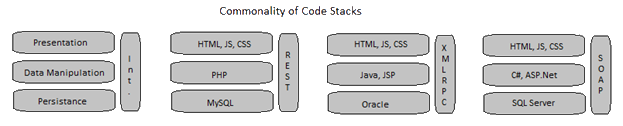 Commonality of Code Stacks
Presentation
Data Manipulation
Persistance
Int.
HTML, JS, CSS
PHP
MySQL
REST
HTML, JS, CSS
Java, JSP
Oracle
XMLRPC
HTML, JS, CSS
C#, ASP.Net
SQL Server
SOAP